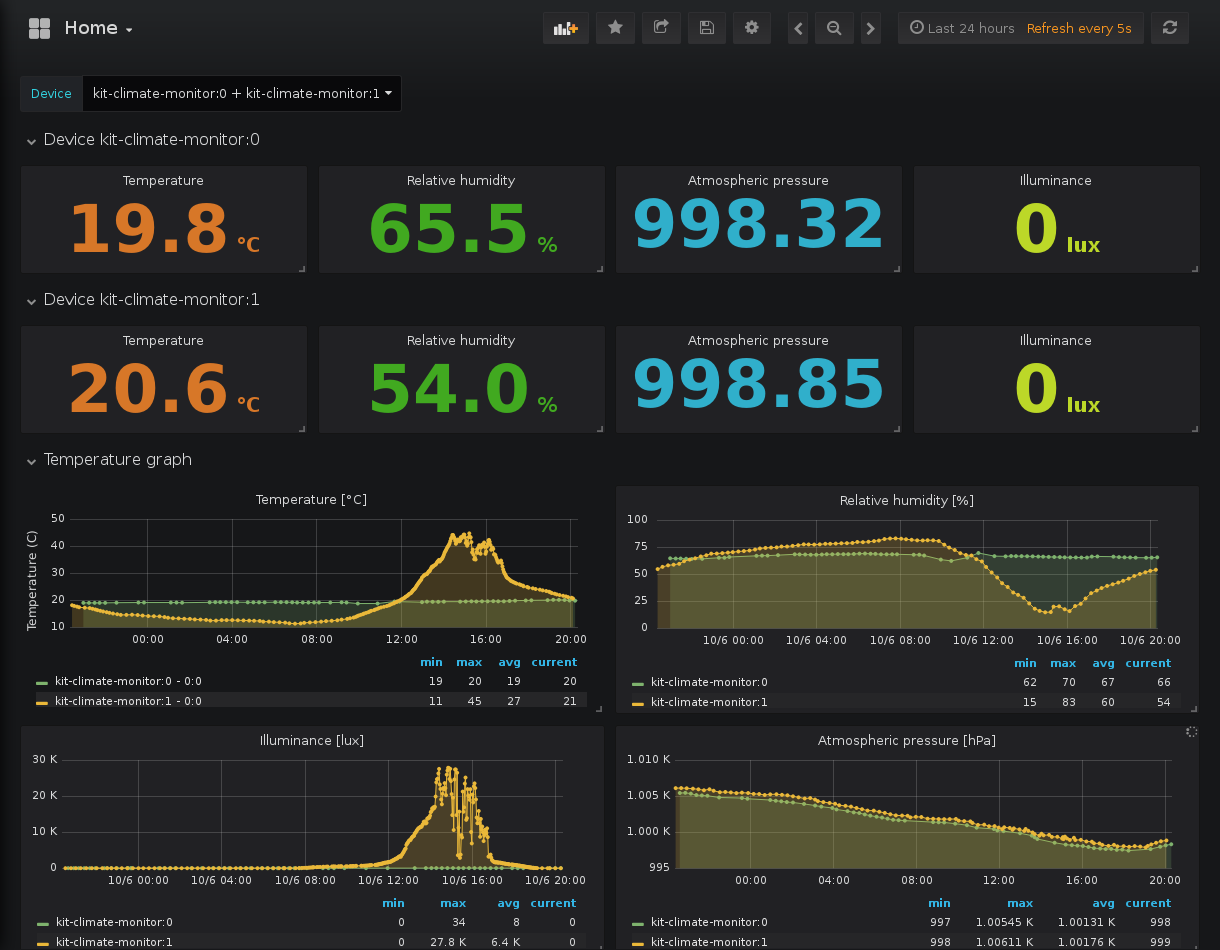 Home
Last 24 hours Refresh every 5s
Device kit-climate-monitor:0 + kit-climate-monitor:1
Device kit-climate-monitor:0
Temperature Relative humidity Atmospheric pressure Illuminance
19.8 °C 65.5 % 998.32 0 lux
Device kit-climate-monitor:1
Temperature Relative humidity Atmospheric pressure Illuminance
20.6 °C 54.0 % 998.85 0 lux
Temperature graph
Temperature [°C]
Temperature (C)
50
40
30
20
10
00:00 04:00 08:00 12:00 16:00 20:00
min max avg current
kit-climate-monitor:0 - 0:0 19 20 19 20
kit-climate-monitor:1 - 0:0 11 45 27 21
Relative humidity [%]
100
75
50
25
0
10/6 00:00 10/6 04:00 10/6 08:00 10/6 12:00 10/6 16:00 10/6 20:00
min max avg current
kit-climate-monitor:0 62 70 67 66
kit-climate-monitor:1 15 83 60 54
Illuminance [lux]
30 K
20 K
10 K
0
10/6 00:00 10/6 04:00 10/6 08:00 10/6 12:00 10/6 16:00 10/6 20:00
min max avg current
kit-climate-monitor:0 0 34 8 0
kit-climate-monitor:1 0 27.8 K 6.4 K 0
Atmospheric pressure [hPa]
1.010 K
1.005 K
1.000 K
995
00:00 04:00 08:00 12:00 16:00 20:00
min max avg current
kit-climate-monitor:0 997 1.00545 K 1.00131 K 998
kit-climate-monitor:1 998 1.00611 K 1.00176 K 999